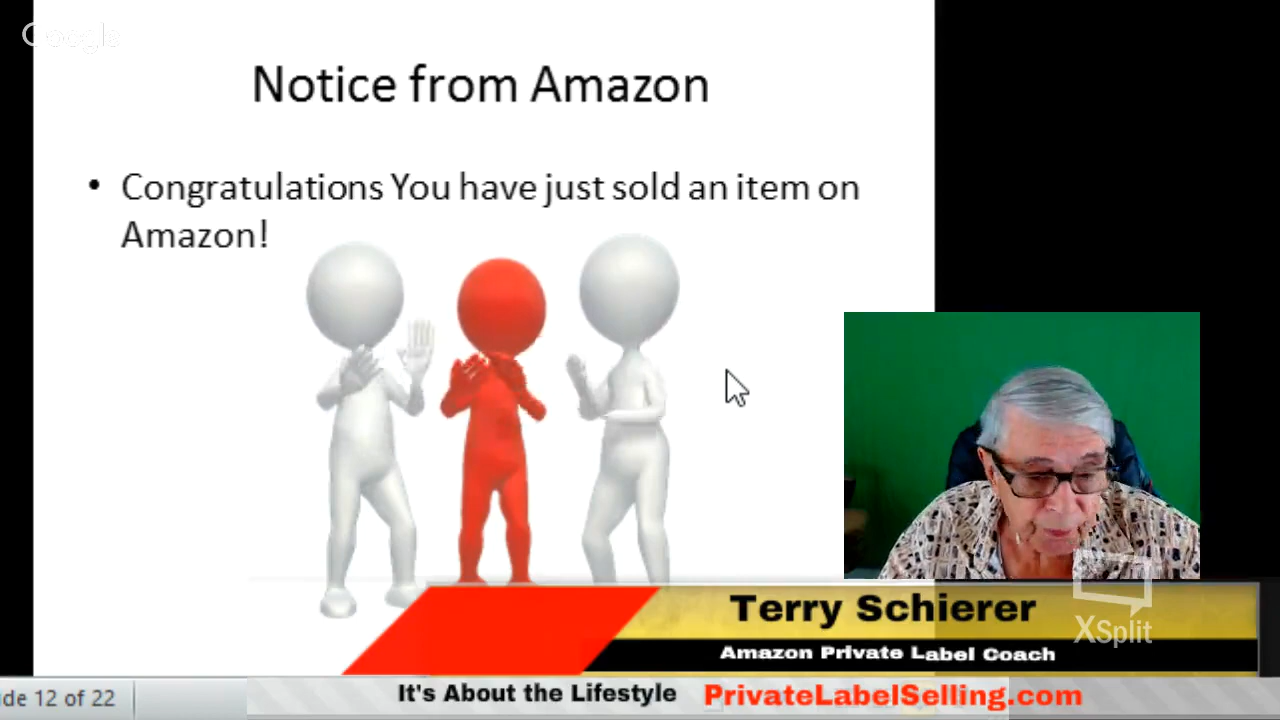 Google
Notice from Amazon
• Congratulations You have just sold an item on
Amazon!
Terry Schierer
XSplit
Amazon Private Label Coach
de 12 of 22
It's About the Lifestyle PrivateLabelSelling.com